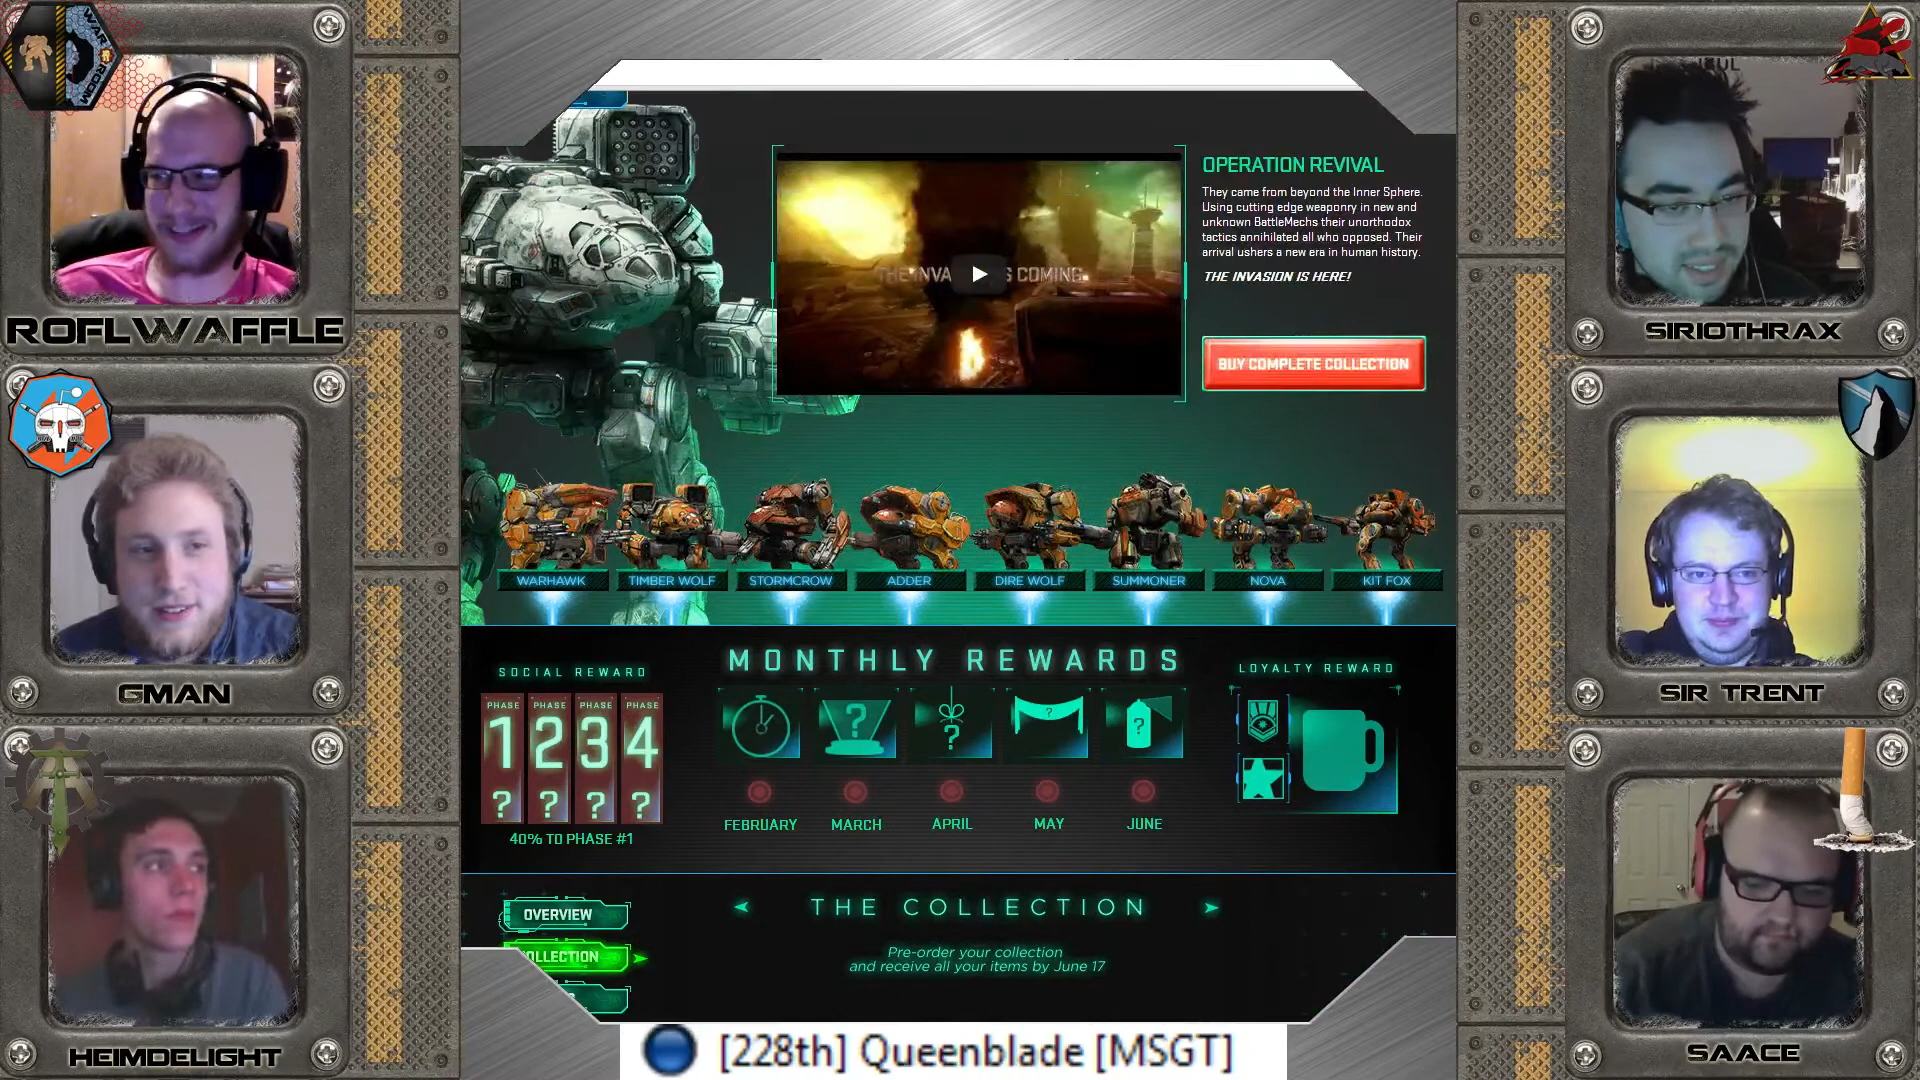 WAR ROOM
ROFLWAFFLE
GMAN
HEIMDELIGHT
OPERATION REVIVAL
They came from beyond the Inner Sphere.
Using cutting edge weaponry in new and
unknown BattleMechs their unorthodox
tactics annihilated all who opposed. Their
arrival ushers a new era in human history.
THE INVASION IS HERE!
BUY COMPLETE COLLECTION
COMING
WARHAWK
TIMBER WOLF
STORMCROW
ADDER
DIRE WOLF
SUMMONER
NOVA
KIT FOX
SOCIAL REWARD
PHASE PHASE PHASE PHASE
1 2 3 4
? ? ? ?
40% TO PHASE #1
MONTHLY REWARDS
? ? ? ?
FEBRUARY
MARCH
APRIL
MAY
JUNE
LOYALTY REWARD
OVERVIEW
OLLECTION
THE COLLECTION
Pre-order your collection
and receive all your items by June 17
[228th] Queenblade [MSGT]
SIRIOTHRAX
SIR TRENT
SAACE